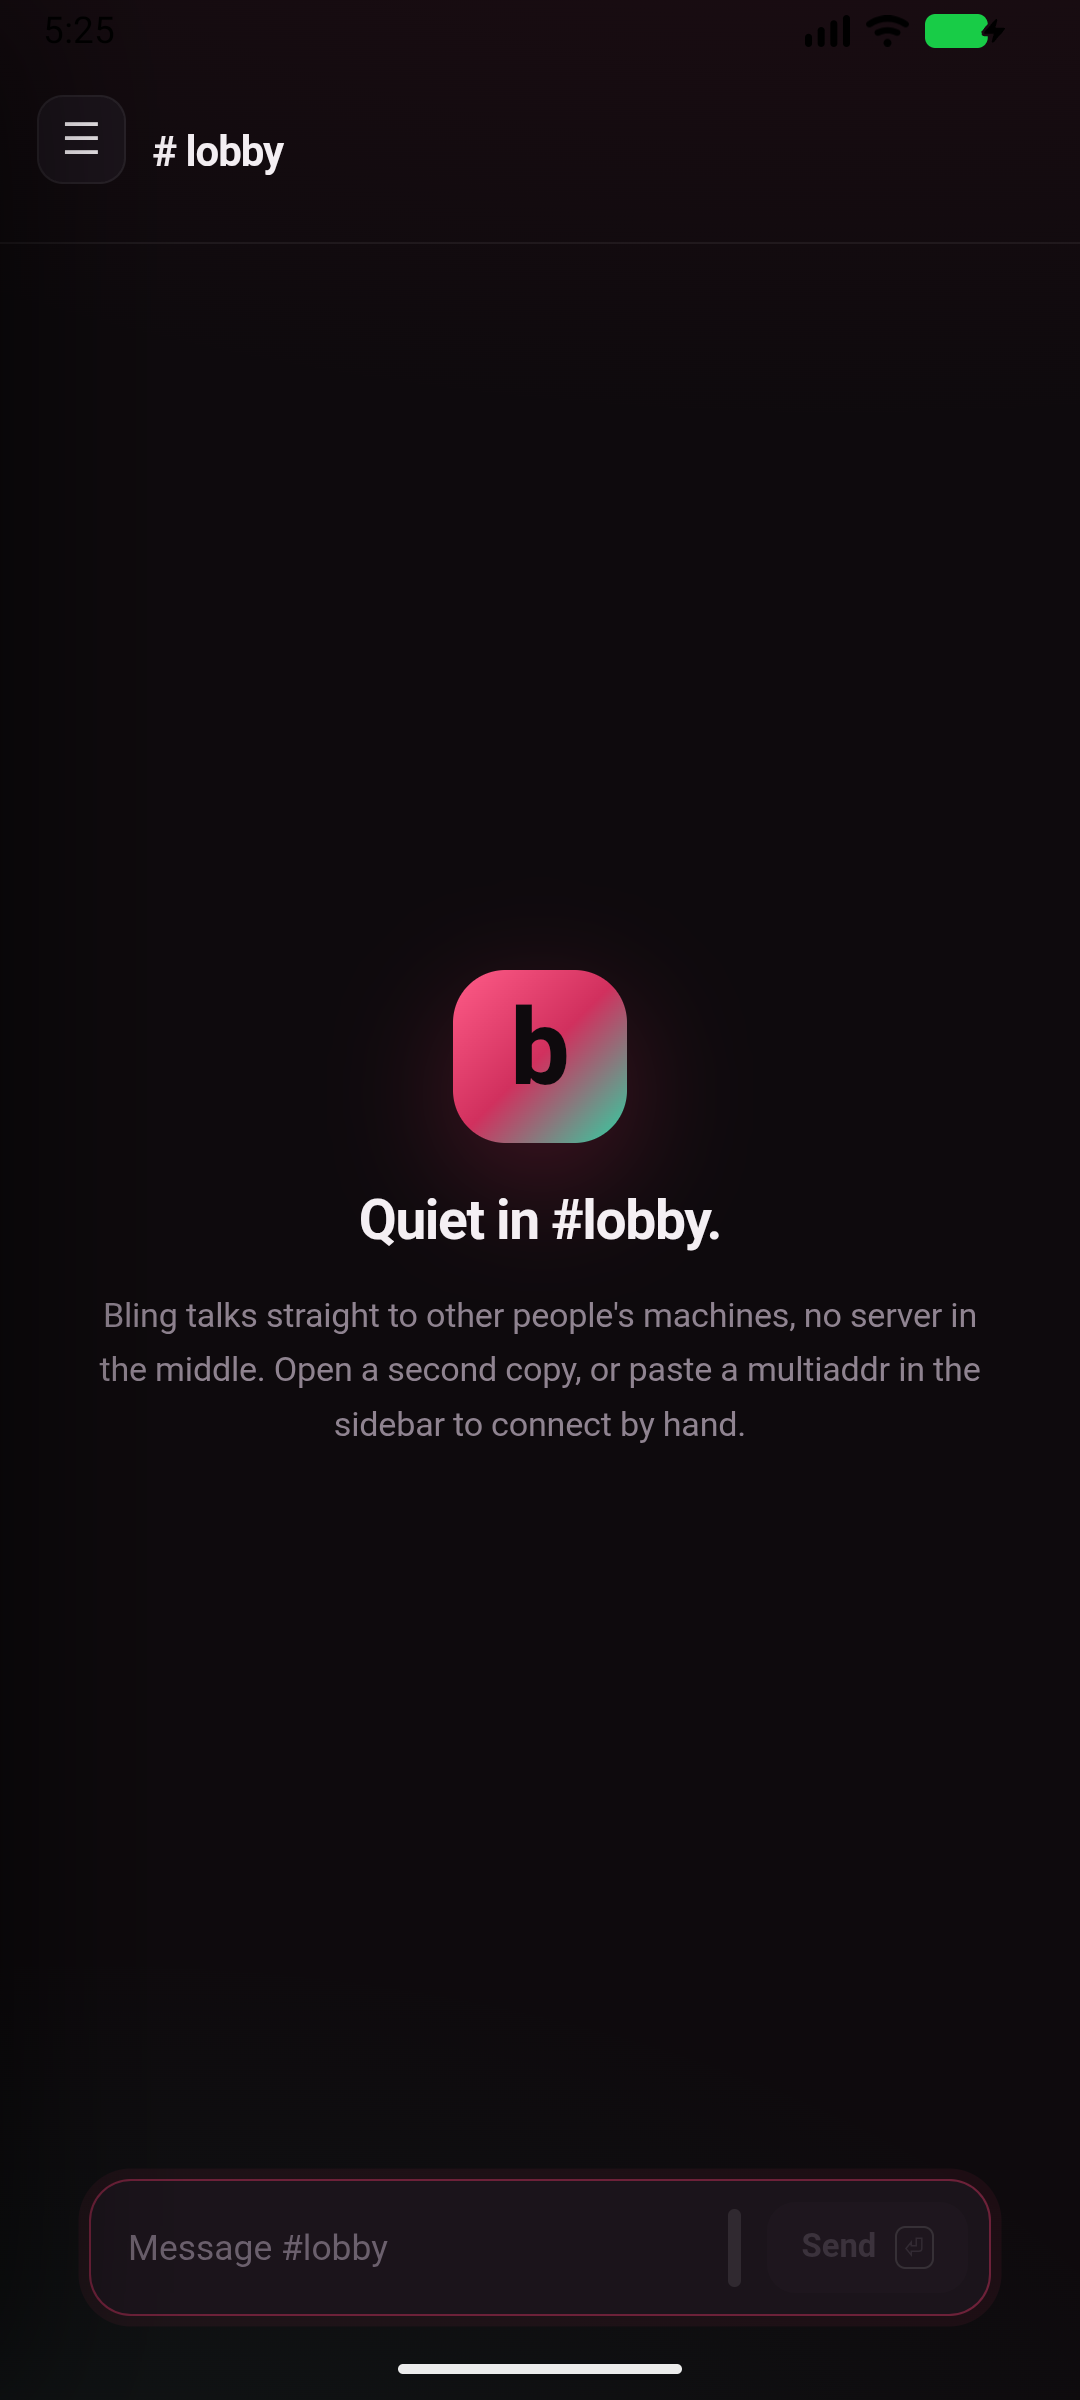 5:25
# lobby
b
Quiet in #lobby.
Bling talks straight to other people's machines, no server in
the middle. Open a second copy, or paste a multiaddr in the
sidebar to connect by hand.
Message #lobby
Send ⏎